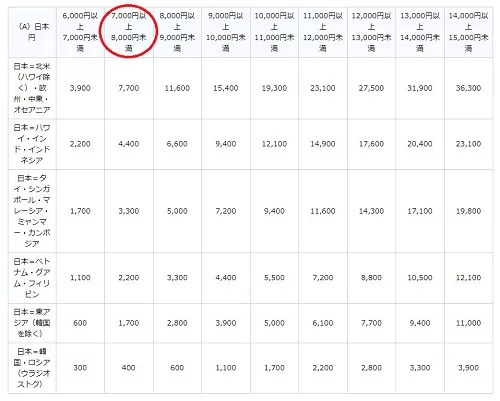 (A) 日本
円
6,000円以
上
7,000円未
満
7,000円以
上
8,000円未
満
8,000円以
上
9,000円未
満
9,000円以
上
10,000円未
満
10,000円以
上
11,000円未
満
11,000円以
上
12,000円未
満
12,000円以
上
13,000円未
満
13,000円以
上
14,000円未
満
14,000円以
上
15,000円未
満
日本=北米
(ハワイ除
く)・欧
州・中東・
オセアニア
3,900 7,700 11,600 15,400 19,300 23,100 27,500 31,900 36,300
日本=ハワ
イ・イン
ド・インド
ネシア
2,200 4,400 6,600 9,400 12,100 14,900 17,600 20,400 23,100
日本=タ
イ・シンガ
ポール・マ
レーシア・
ミャンマ
ー・カンボ
ジア
1,700 3,300 5,000 7,200 9,400 11,600 14,300 17,100 19,800
日本=ベト
ナム・グア
ム・フィリ
ピン
1,100 2,200 3,300 4,400 5,500 7,200 8,800 10,500 12,100
日本=東ア
ジア(韓国
を除く)
600 1,700 2,800 3,900 5,000 6,100 7,700 9,400 11,000
日本=韓
国・ロシア
(ウラジオ
ストク)
300 400 600 1,100 1,700 2,200 2,800 3,300 3,900